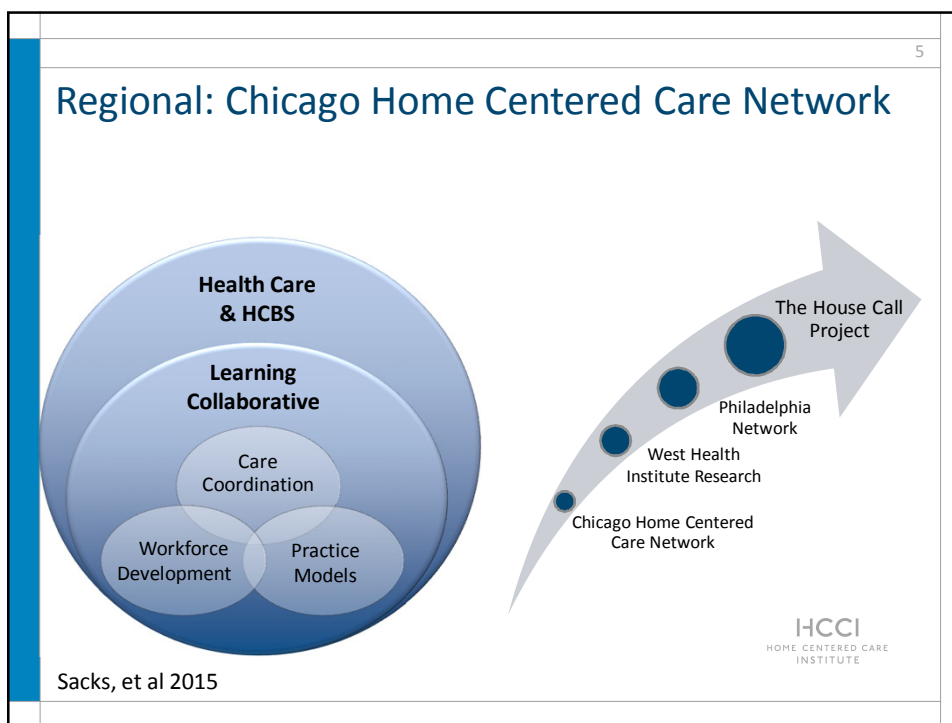 5
Regional: Chicago Home Centered Care Network
Health Care
& HCBS
Learning
Collaborative
Care
Coordination
Workforce
Development
Practice
Models
The House Call
Project
Philadelphia
Network
West Health
Institute Research
Chicago Home Centered
Care Network
HCCI
HOME CENTERED CARE
INSTITUTE
Sacks, et al 2015